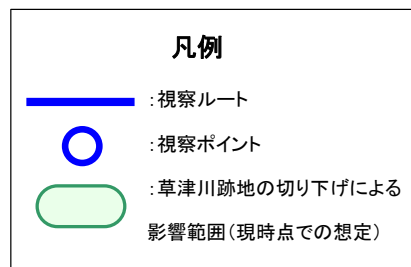 凡例
：視察ルート
：視察ポイント
：草津川跡地の切り下げによる
影響範囲（現時点での想定）